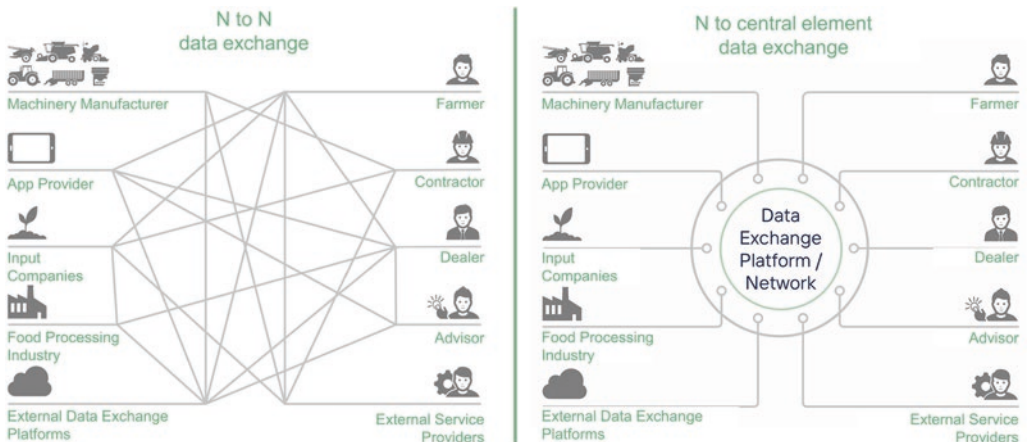 N to N
data exchange
Machinery Manufacturer
Farmer
App Provider
Contractor
Input
Companies
Dealer
Food Processing
Industry
Advisor
External Data Exchange
Platforms
External Service
Providers
N to central element
data exchange
Machinery Manufacturer
Farmer
App Provider
Contractor
Data
Exchange
Platform /
Network
Input
Companies
Dealer
Food Processing
Industry
Advisor
External Data Exchange
Platforms
External Service
Providers